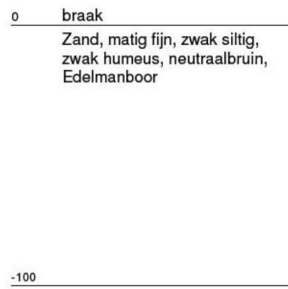 0 braak
Zand, matig fijn, zwak siltig,
zwak humeus, neutraalbruin,
Edelmanboor
-100